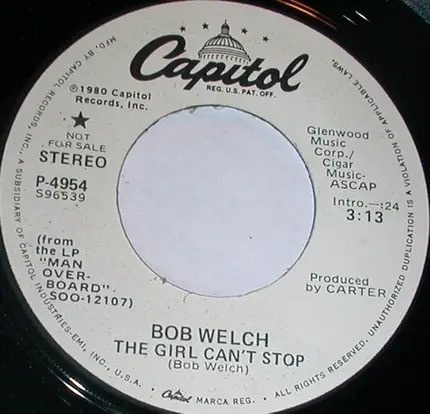 Capitol
REG. U.S. PAT. OFF.
℗1980 Capitol
Records, Inc.
NOT
FOR SALE
STEREO
P-4954
S96539
(from
the LP
"MAN
OVER-
BOARD"
SOO-12107)
Glenwood
Music
Corp./
Cigar
Music-
ASCAP
Intro.—:24
3:13
Produced
by CARTER
BOB WELCH
THE GIRL CAN'T STOP
(Bob Welch)
MFD. BY CAPITOL RECORDS, INC., A SUBSIDIARY OF CAPITOL INDUSTRIES-EMI, INC., U.S.A. • Capitol MARCA REG. • ALL RIGHTS RESERVED. UNAUTHORIZED DUPLICATION IS A VIOLATION OF APPLICABLE LAWS.